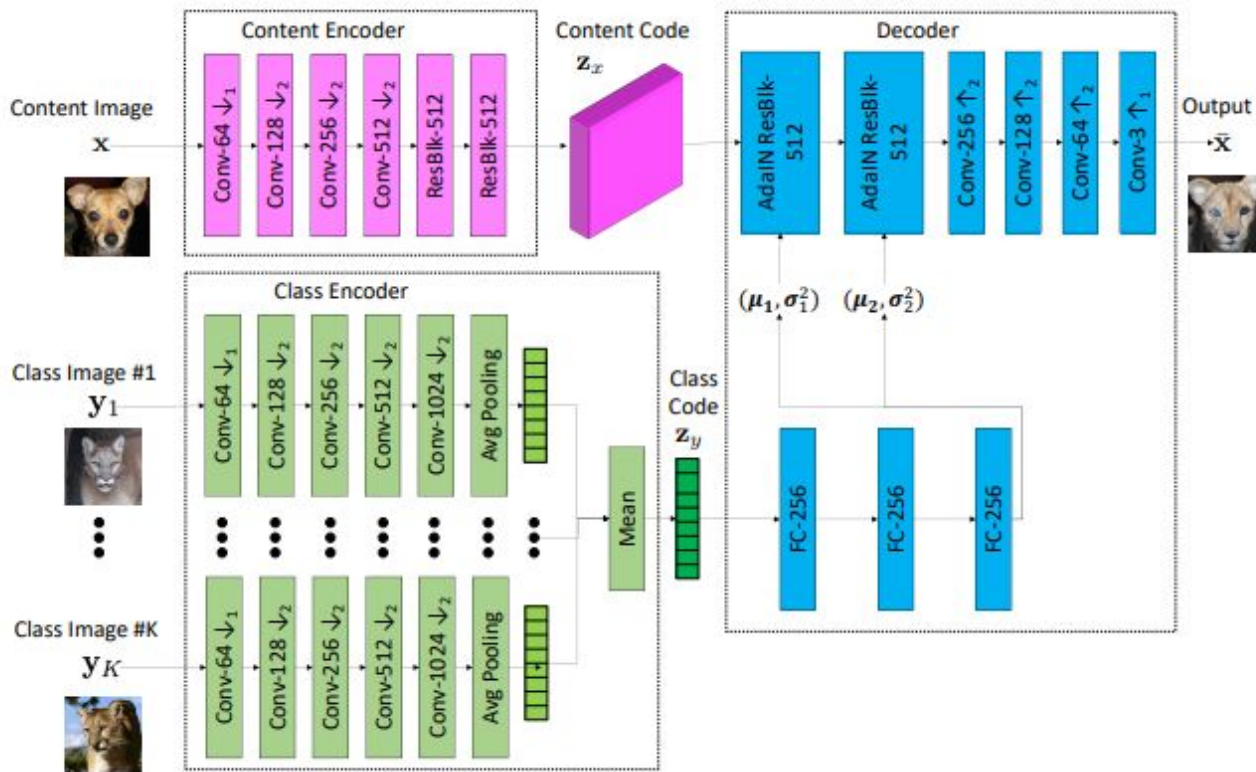 Content Encoder
Content Image
x
Conv-64 ↓1
Conv-128 ↓2
Conv-256 ↓2
Conv-512 ↓2
ResBlk-512
ResBlk-512
Content Code
z_x
Decoder
AdaIN ResBlk-
512
AdaIN ResBlk-
512
Conv-256 ↑2
Conv-128 ↑2
Conv-64 ↑2
Conv-3 ↑1
Output
x̄
(μ₁, σ₁²)
(μ₂, σ₂²)
FC-256
FC-256
FC-256
Class Encoder
Class Image #1
y₁
Conv-64 ↓1
Conv-128 ↓2
Conv-256 ↓2
Conv-512 ↓2
Conv-1024 ↓2
Avg Pooling
Class Image #K
y_K
Conv-64 ↓1
Conv-128 ↓2
Conv-256 ↓2
Conv-512 ↓2
Conv-1024 ↓2
Avg Pooling
Mean
Class
Code
z_y